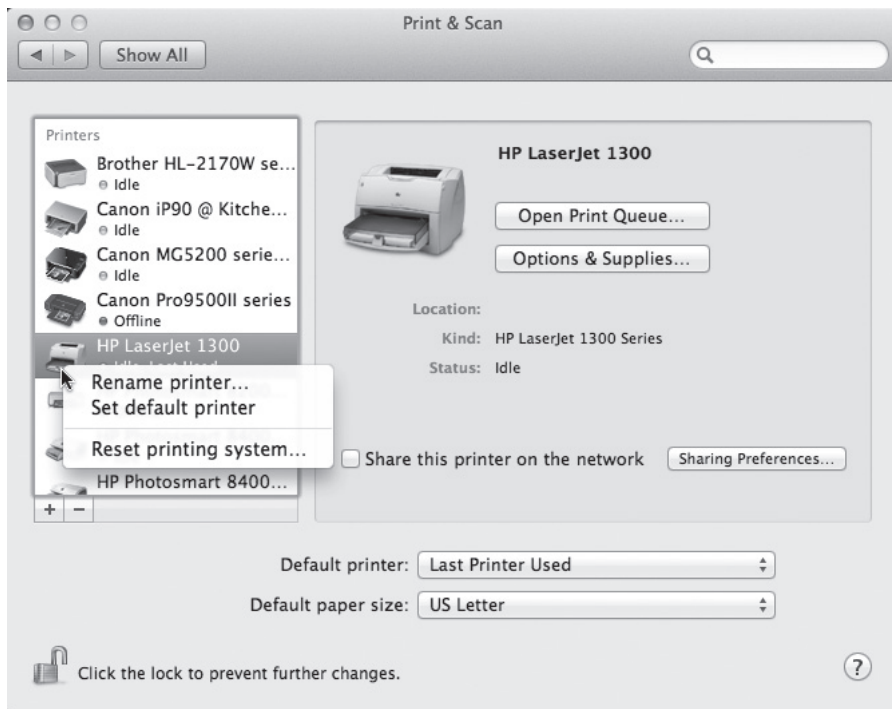 Print & Scan
Show All
Printers
Brother HL-2170W se...
Idle
Canon iP90 @ Kitche...
Idle
Canon MG5200 serie...
Idle
Canon Pro9500II series
Offline
HP LaserJet 1300
Idle, Last Used
Rename printer...
Set default printer
Reset printing system...
HP Photosmart 8400...
+ −
HP LaserJet 1300
Open Print Queue...
Options & Supplies...
Location:
Kind: HP LaserJet 1300 Series
Status: Idle
Share this printer on the network Sharing Preferences...
Default printer: Last Printer Used
Default paper size: US Letter
Click the lock to prevent further changes.
?